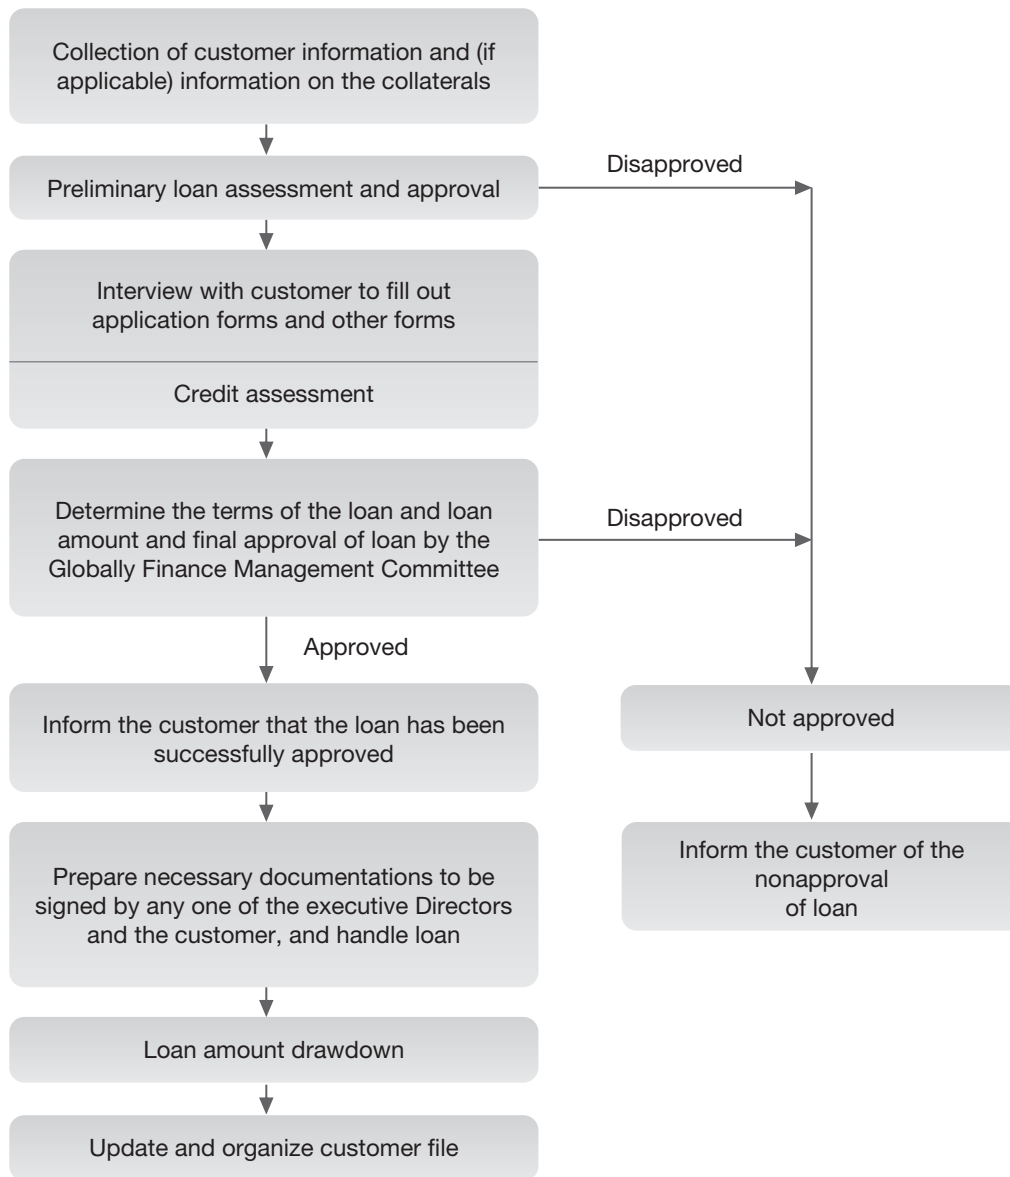 Collection of customer information and (if
applicable) information on the collaterals
Preliminary loan assessment and approval
Disapproved
Interview with customer to fill out
application forms and other forms
Credit assessment
Determine the terms of the loan and loan
amount and final approval of loan by the
Globally Finance Management Committee
Disapproved
Approved
Inform the customer that the loan has been
successfully approved
Not approved
Prepare necessary documentations to be
signed by any one of the executive Directors
and the customer, and handle loan
Inform the customer of the
nonapproval
of loan
Loan amount drawdown
Update and organize customer file